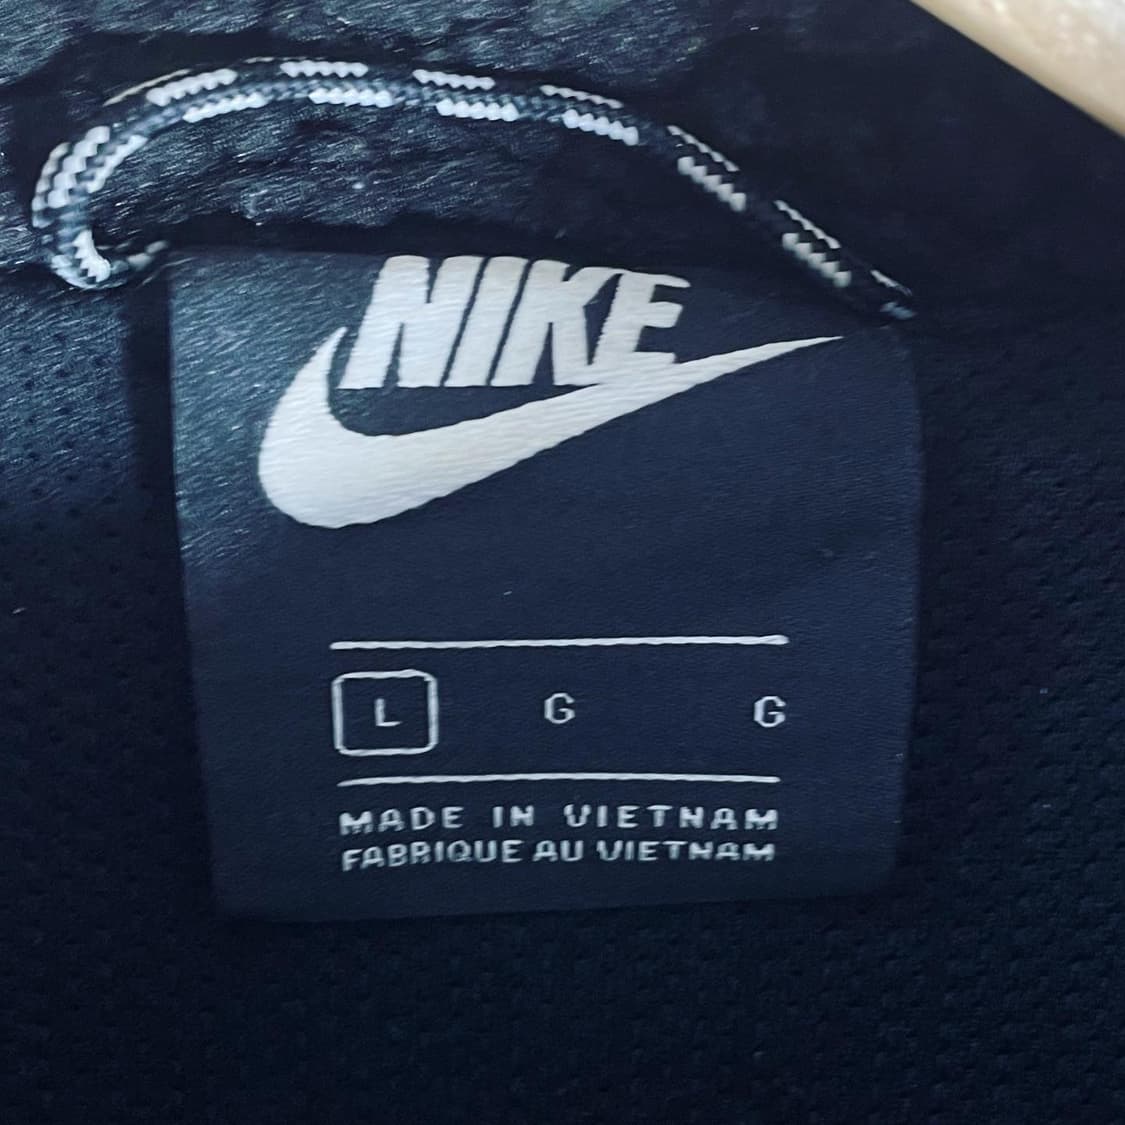 NIKE
L G G
MADE IN VIETNAM
FABRIQUE AU VIETNAM